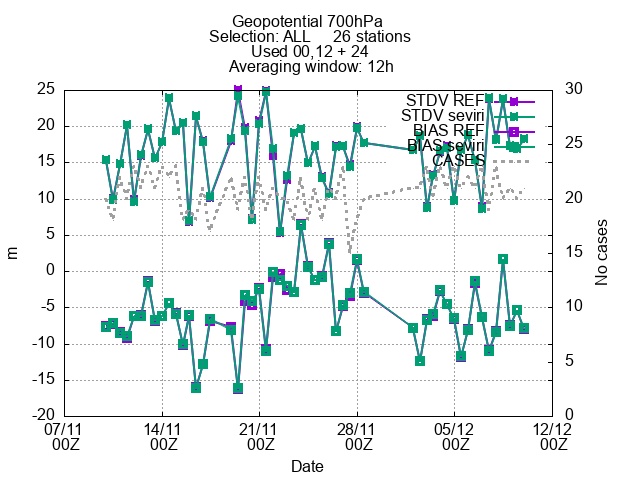 Geopotential 700hPa
Selection: ALL 26 stations
Used 00,12 + 24
Averaging window: 12h
STDV REF
STDV seviri
BIAS REF
BIAS seviri
CASES
25
20
15
10
5
0
-5
-10
-15
-20
m
30
25
20
15
10
5
0
No cases
07/11 14/11 21/11 28/11 05/12 12/12
00Z 00Z 00Z 00Z 00Z 00Z
Date